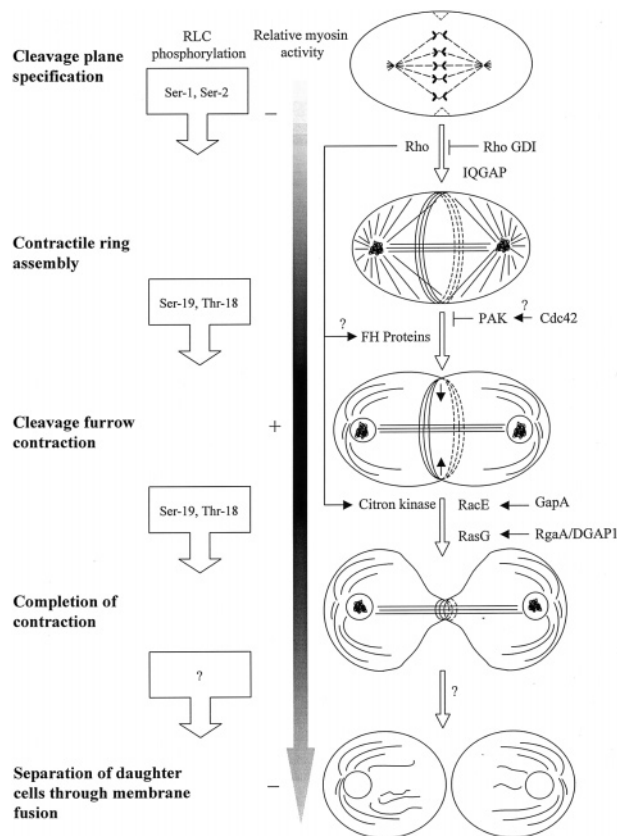 Cleavage plane
specification
RLC
phosphorylation
Relative myosin
activity
Ser-1, Ser-2
–
Rho
Rho GDI
IQGAP
Contractile ring
assembly
Ser-19, Thr-18
?
FH Proteins
PAK
?
Cdc42
Cleavage furrow
contraction
+
Ser-19, Thr-18
Citron kinase
RacE
GapA
RasG
RgaA/DGAP1
Completion of
contraction
?
?
Separation of daughter
cells through membrane
fusion
–